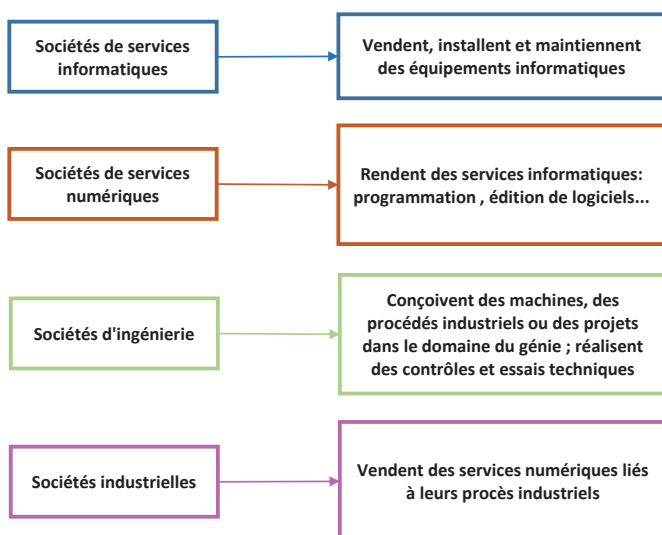 Sociétés de services
informatiques
Vendent, installent et maintiennent
des équipements informatiques
Sociétés de services
numériques
Rendent des services informatiques:
programmation , édition de logiciels...
Sociétés d'ingénierie
Conçoivent des machines, des
procédés industriels ou des projets
dans le domaine du génie ; réalisent
des contrôles et essais techniques
Sociétés industrielles
Vendent des services numériques liés
à leurs procès industriels